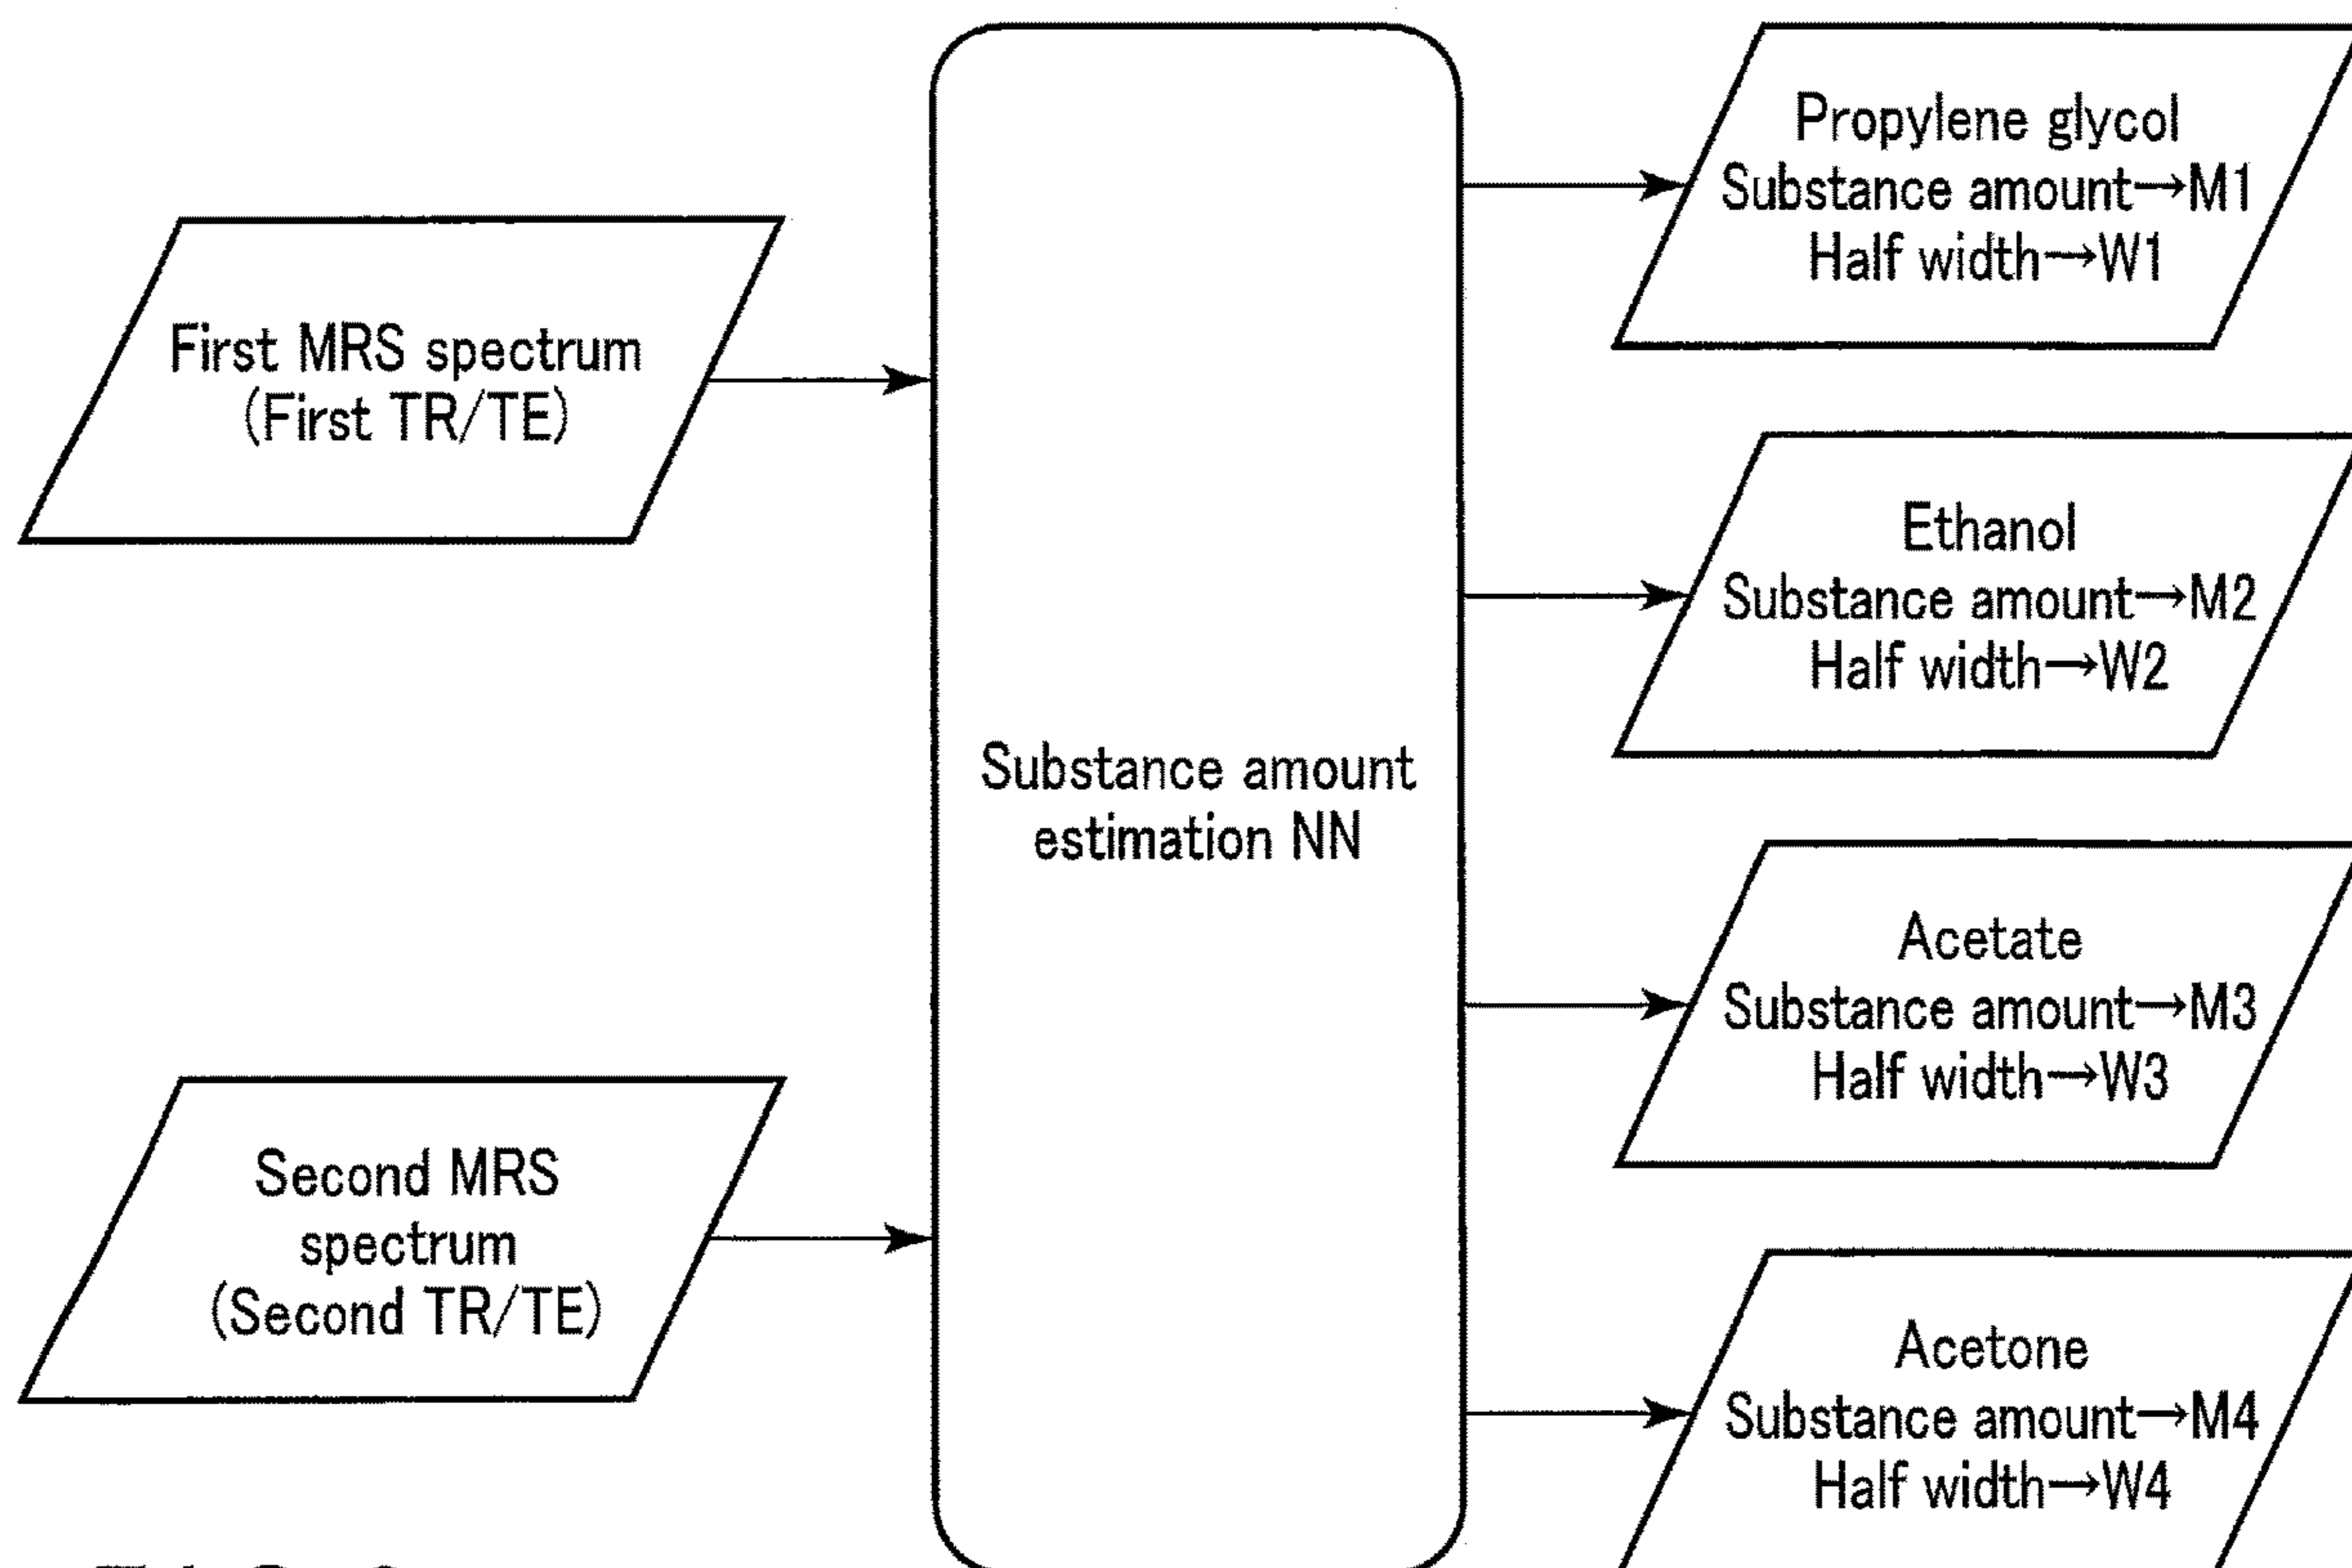 First MRS spectrum
(First TR/TE)
Second MRS
spectrum
(Second TR/TE)
Substance amount
estimation NN
Propylene glycol
Substance amount→M1
Half width→W1
Ethanol
Substance amount→M2
Half width→W2
Acetate
Substance amount→M3
Half width→W3
Acetone
Substance amount→M4
Half width→W4